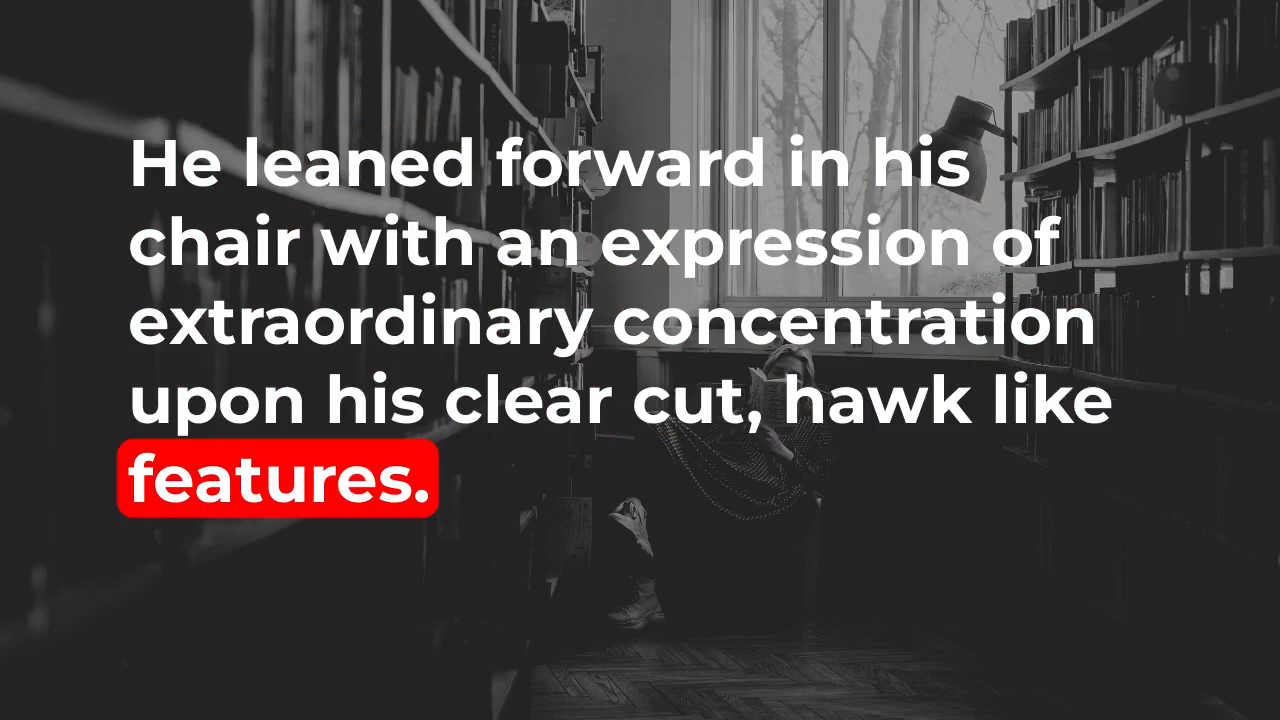 He leaned forward in his
chair with an expression of
extraordinary concentration
upon his clear cut, hawk like
features.